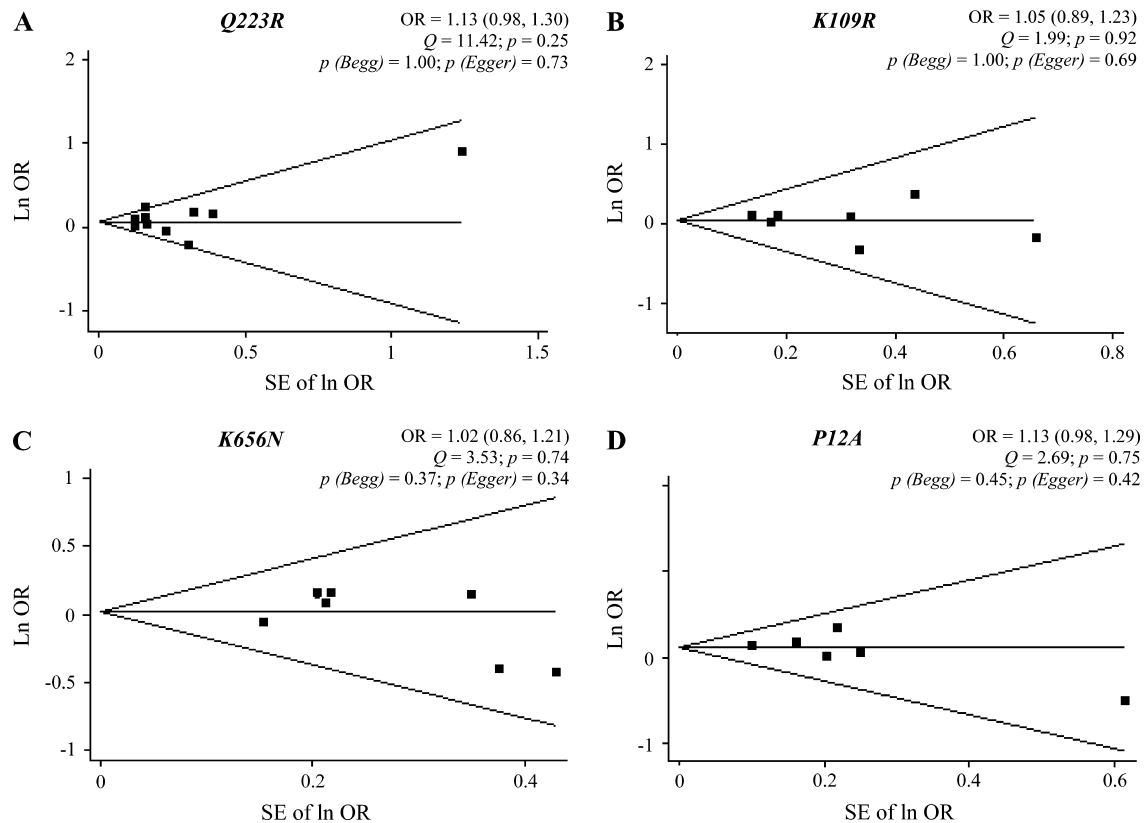 A
Q223R
OR = 1.13 (0.98, 1.30)
Q = 11.42; p = 0.25
p (Begg) = 1.00; p (Egger) = 0.73
2
1
0
-1
Ln OR
0
0.5
1
1.5
SE of ln OR
B
K109R
OR = 1.05 (0.89, 1.23)
Q = 1.99; p = 0.92
p (Begg) = 1.00; p (Egger) = 0.69
2
1
0
-1
Ln OR
0
0.2
0.4
0.6
0.8
SE of ln OR
C
K656N
OR = 1.02 (0.86, 1.21)
Q = 3.53; p = 0.74
p (Begg) = 0.37; p (Egger) = 0.34
1
0.5
0
-0.5
-1
Ln OR
0
0.2
0.4
SE of ln OR
D
P12A
OR = 1.13 (0.98, 1.29)
Q = 2.69; p = 0.75
p (Begg) = 0.45; p (Egger) = 0.42
0
-1
Ln OR
0
0.2
0.4
0.6
SE of ln OR